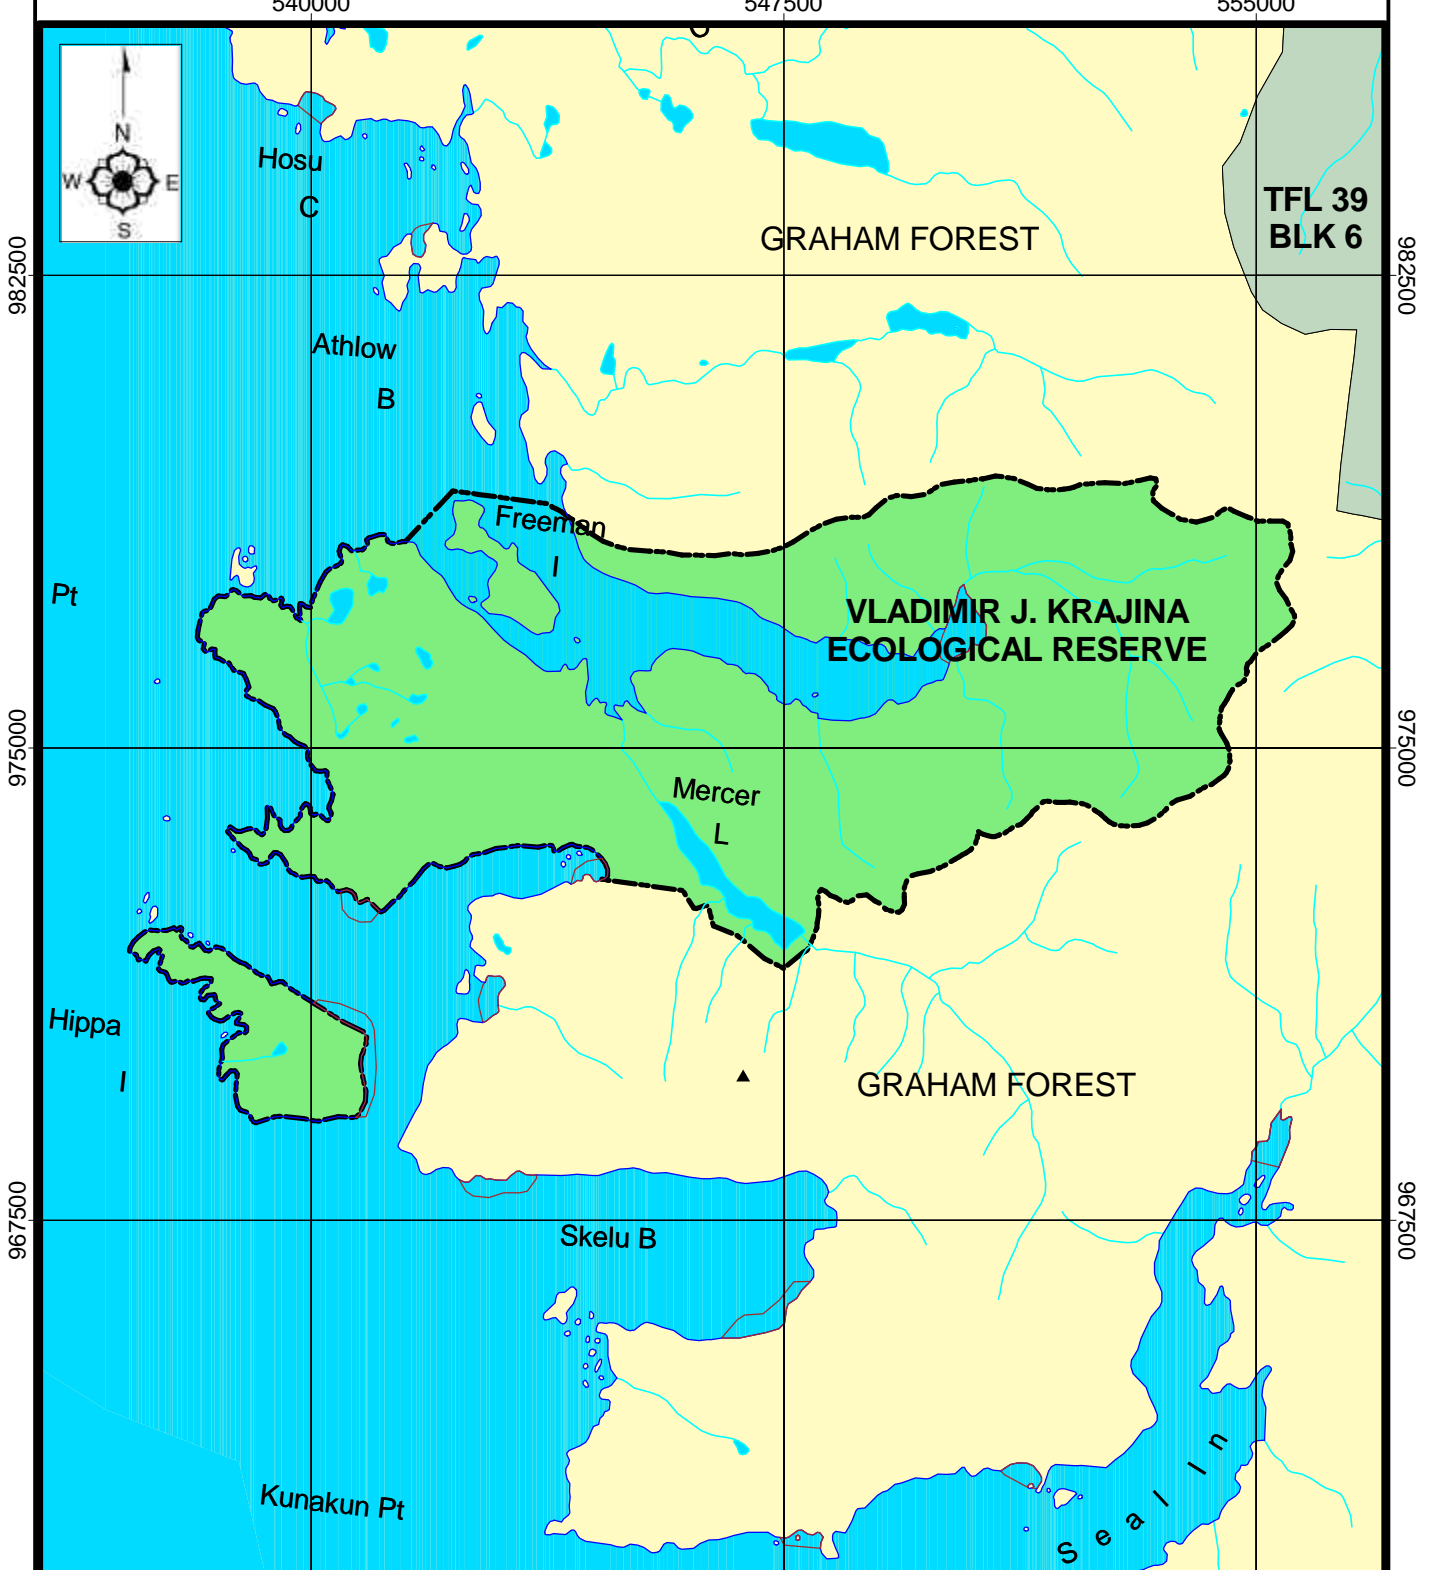 540000
547500
555000
N
W
E
S
Hosu
C
TFL 39
BLK 6
GRAHAM FOREST
982500
982500
Athlow
B
Freeman
I
Pt
VLADIMIR J. KRAJINA
ECOLOGICAL RESERVE
975000
975000
Mercer
L
Hippa
I
GRAHAM FOREST
967500
967500
Skelu B
Seal In
Kunakun Pt